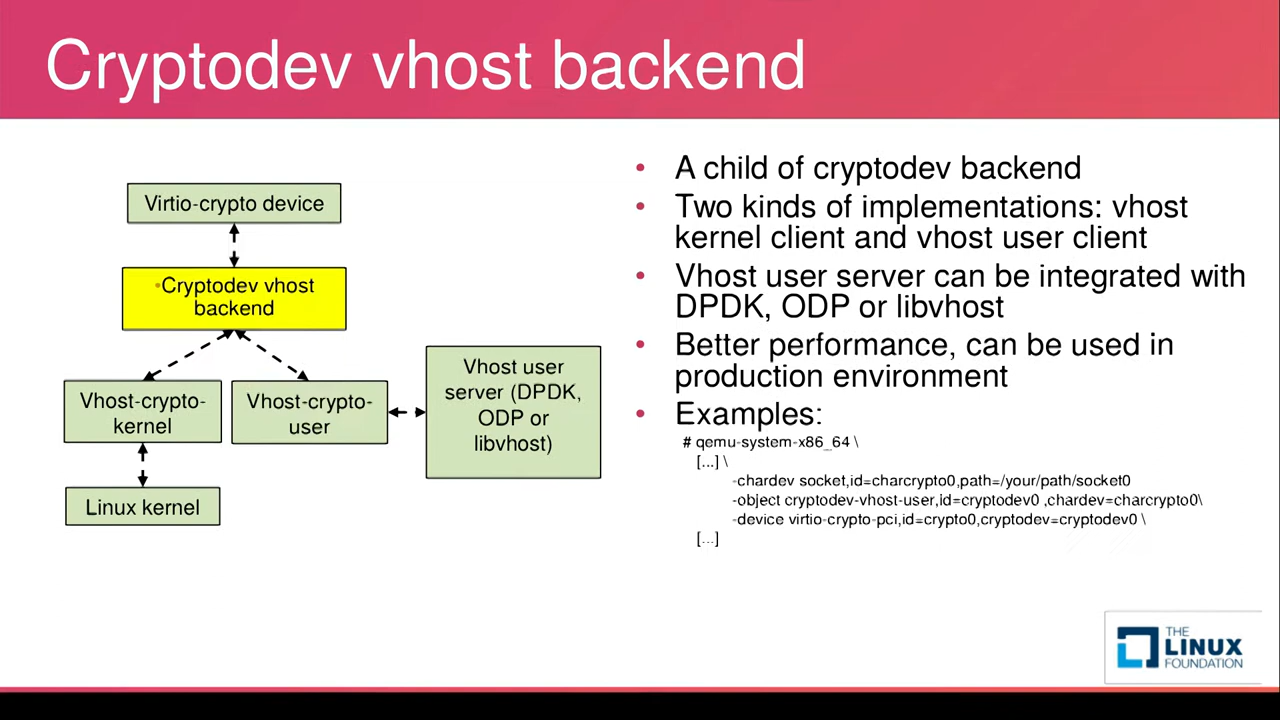 Cryptodev vhost backend
Virtio-crypto device
•Cryptodev vhost
backend
Vhost-crypto-
kernel
Vhost-crypto-
user
Vhost user
server (DPDK,
ODP or
libvhost)
Linux kernel
• A child of cryptodev backend
• Two kinds of implementations: vhost
kernel client and vhost user client
• Vhost user server can be integrated with
DPDK, ODP or libvhost
• Better performance, can be used in
production environment
• Examples:
# qemu-system-x86_64 \
[...] \
-chardev socket,id=charcrypto0,path=/your/path/socket0
-object cryptodev-vhost-user,id=cryptodev0 ,chardev=charcrypto0\
-device virtio-crypto-pci,id=crypto0,cryptodev=cryptodev0 \
[...]
THE
LINUX
FOUNDATION